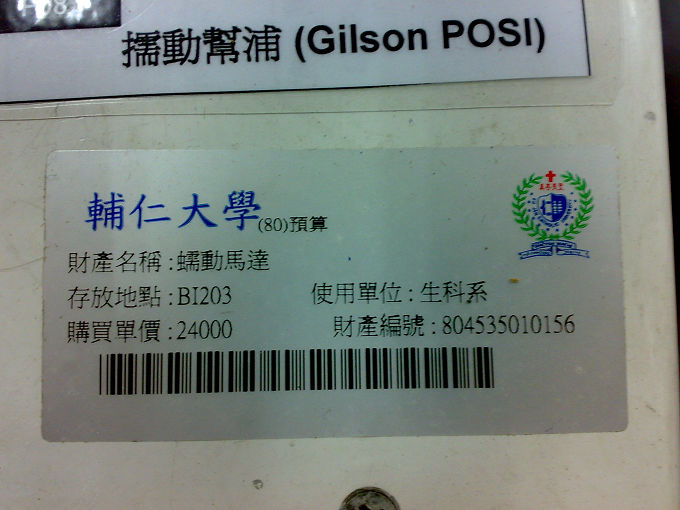 擩動幫浦 (Gilson POSI)
輔仁大學(80)預算
財產名稱:蠕動馬達
存放地點:BI203 使用單位:生科系
購買單價:24000 財產編號:804535010156